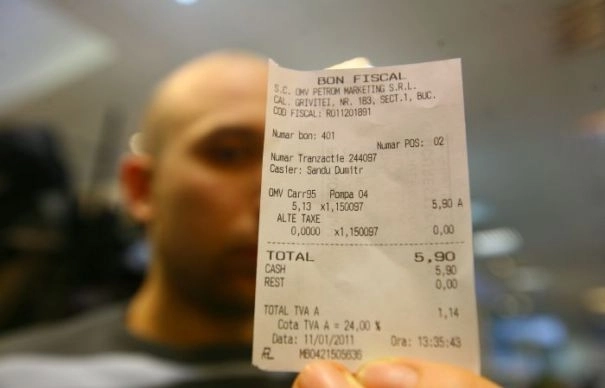 BON FISCAL
S.C. OMV PETROM MARKETING S.R.L.
CAL. GRIVITEI, NR. 183, SECT.1, BUC.
COD FISCAL: RO11201891
Numar bon: 401
Numar POS: 02
Numar Tranzactie 244097
Casier: Sandu Dumitr
OMV Carr95 Pompa 04
5,13 x1,150097 5,90 A
ALTE TAXE
0,0000 x1,150097 0,00
TOTAL 5,90
CASH 5,90
REST 0,00
TOTAL TVA A 1,14
Cota TVA A = 24,00 %
Data: 11/01/2011 Ora: 13:35:43
MB0421505636